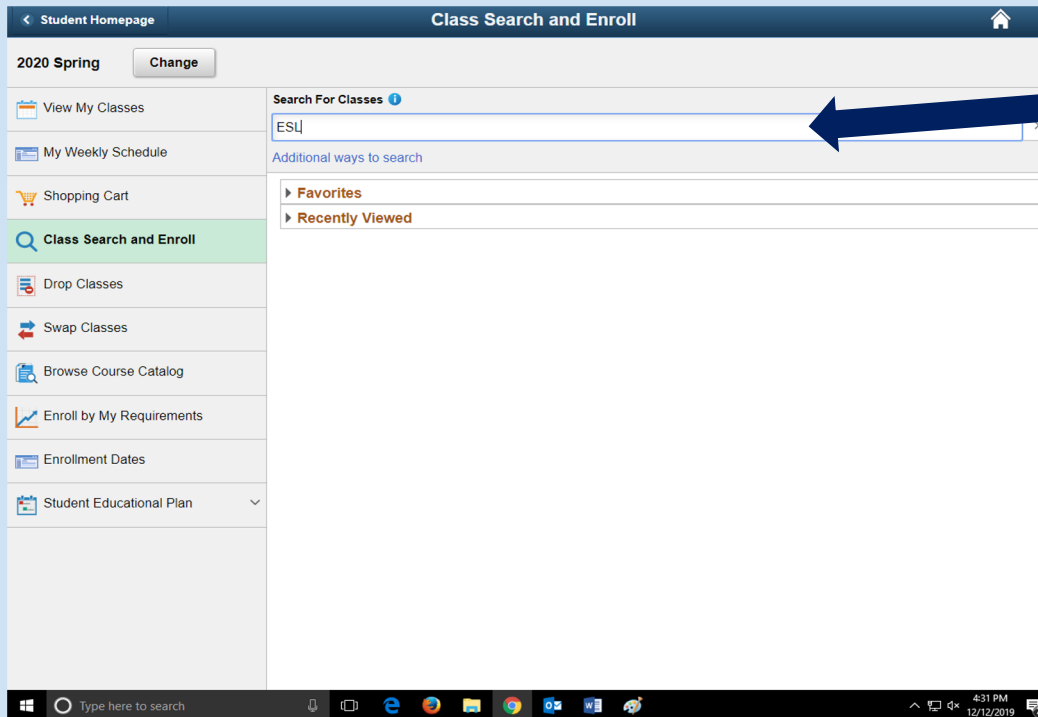 Student Homepage
Class Search and Enroll
2020 Spring
Change
View My Classes
My Weekly Schedule
Shopping Cart
Class Search and Enroll
Drop Classes
Swap Classes
Browse Course Catalog
Enroll by My Requirements
Enrollment Dates
Student Educational Plan
Search For Classes
ESL
Additional ways to search
Favorites
Recently Viewed
Type here to search
4:31 PM
12/12/2019